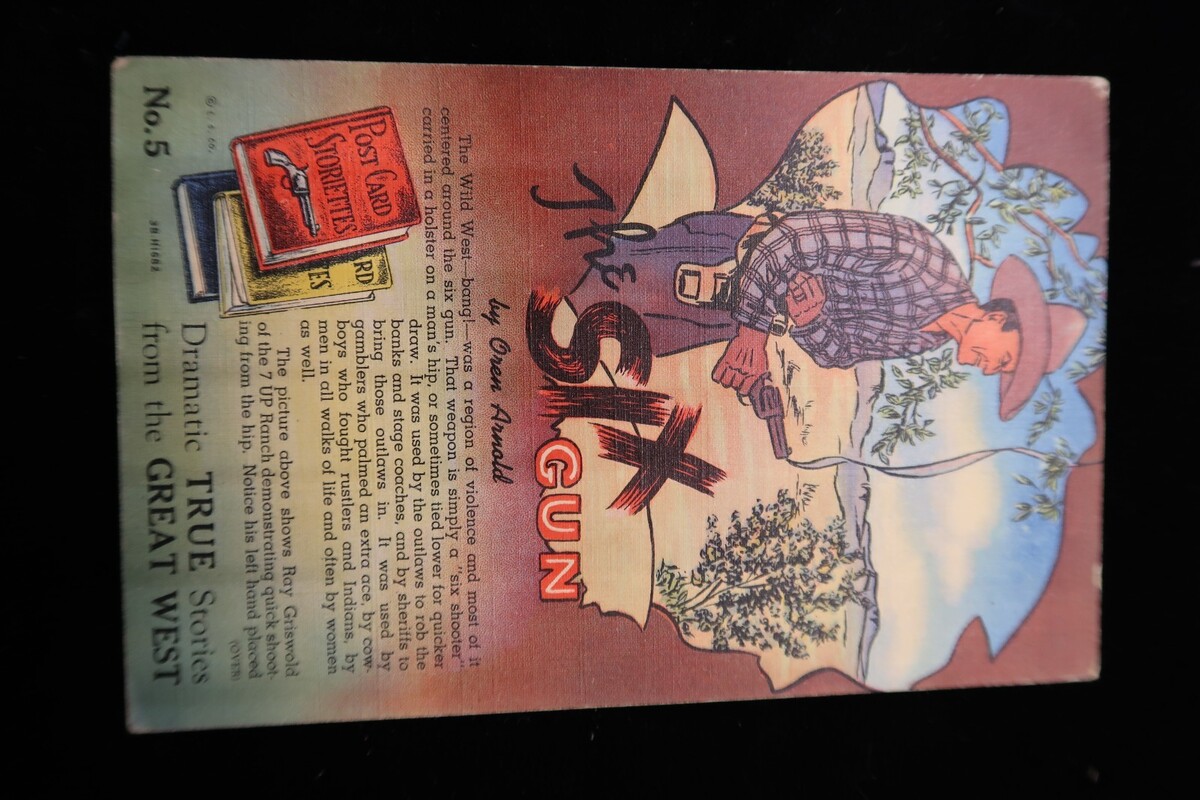 The
SIX
GUN
by Oren Arnold
The Wild West—bang!—was a region of violence and most of it
centered around the six gun. That weapon is simply a "six shooter"
carried in a holster on a man's hip, or sometimes tied lower for quicker
draw. It was used by the outlaws to rob the
banks and stage coaches, and by sheriffs to
bring those outlaws in. It was used by
gamblers who palmed an extra ace, by cow-
boys who fought rustlers and Indians, by
men in all walks of life and often by women
as well.
The picture above shows Ray Griswold
of the 7 UP Ranch demonstrating quick shoot-
ing from the hip. Notice his left hand placed
(OVER)
POST CARD
STORIETTES
RD
ES
No. 5
Dramatic TRUE Stories
from the GREAT WEST